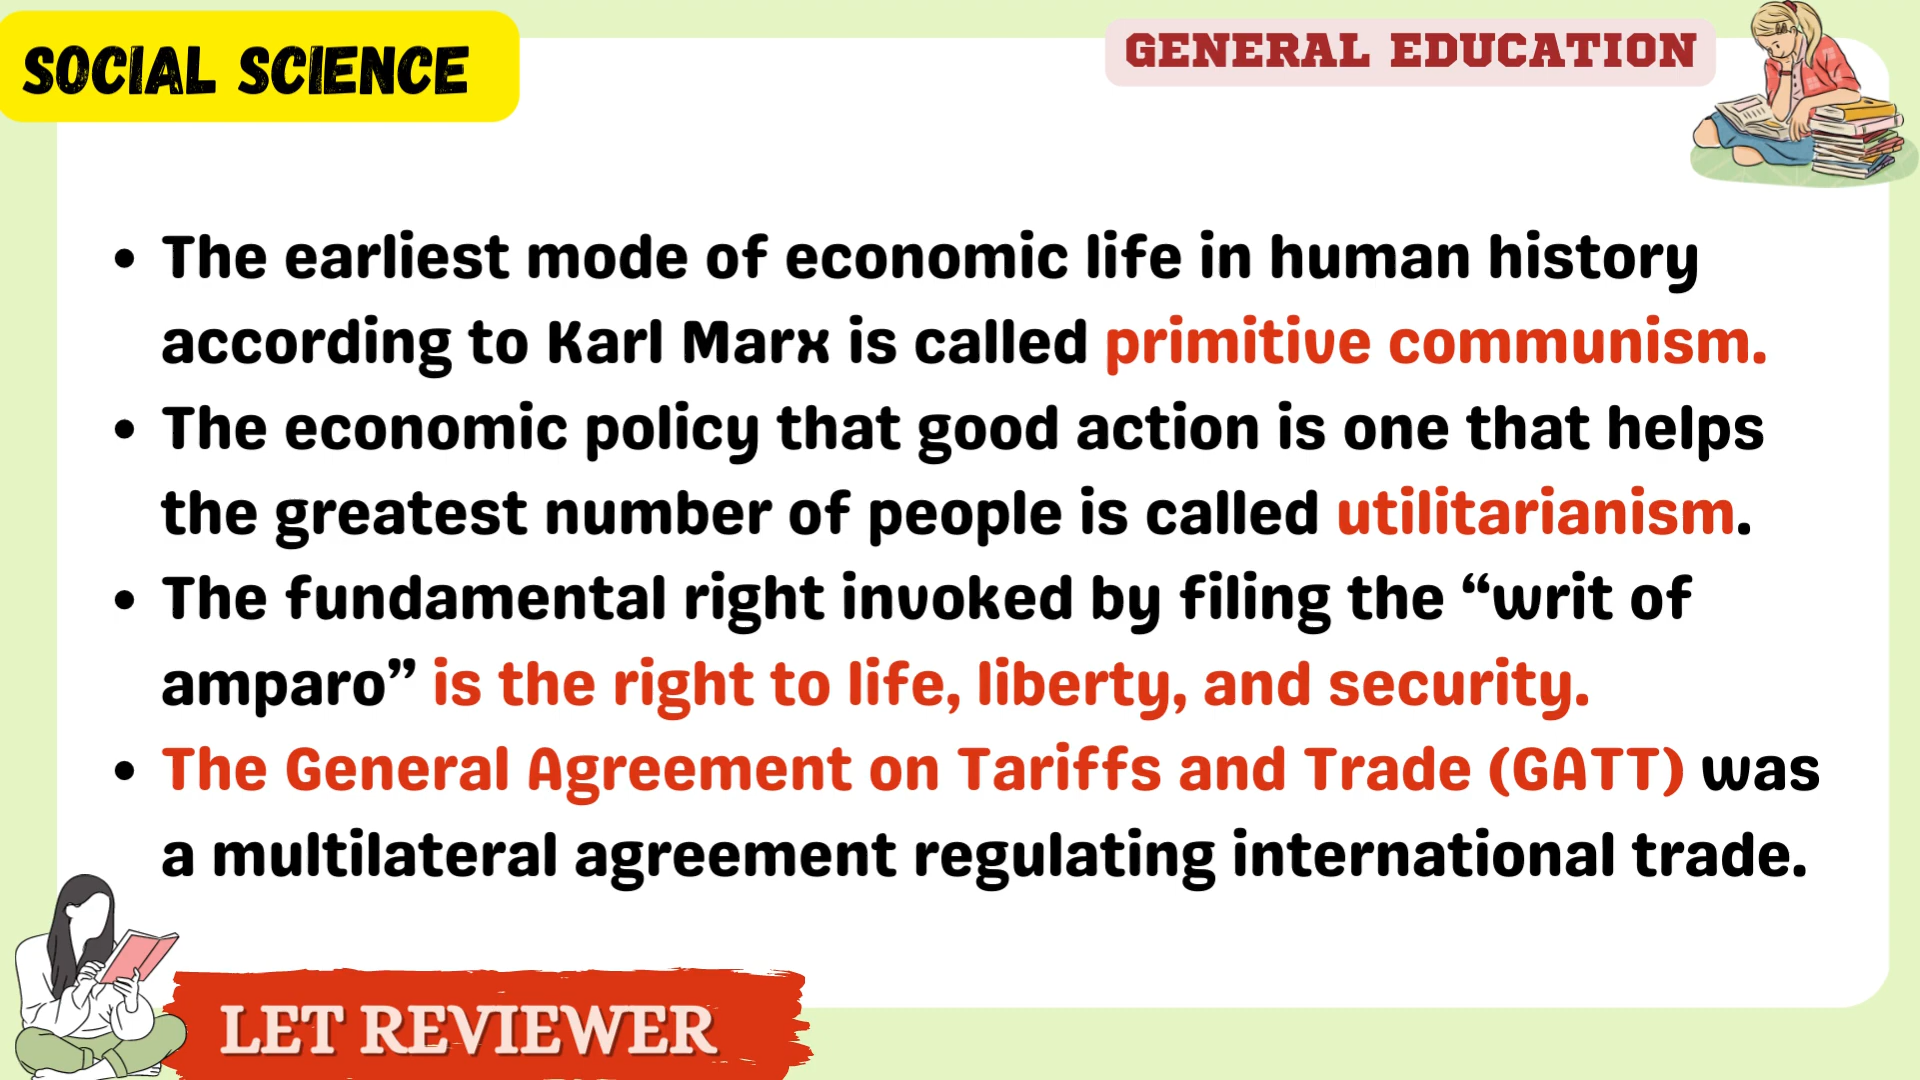 SOCIAL SCIENCE
GENERAL EDUCATION
• The earliest mode of economic life in human history
according to Karl Marx is called primitive communism.
• The economic policy that good action is one that helps
the greatest number of people is called utilitarianism.
• The fundamental right invoked by filing the “writ of
amparo” is the right to life, liberty, and security.
• The General Agreement on Tariffs and Trade (GATT) was
a multilateral agreement regulating international trade.
LET REVIEWER